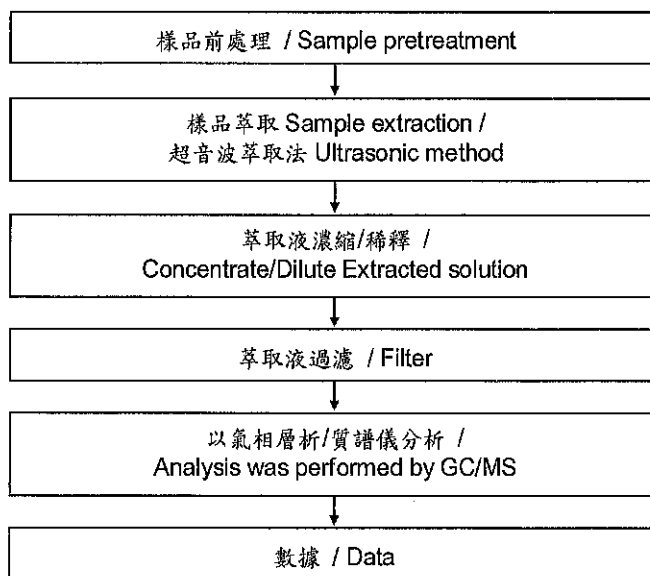 樣品前處理 / Sample pretreatment
樣品萃取 Sample extraction /
超音波萃取法 Ultrasonic method
萃取液濃縮/稀釋 /
Concentrate/Dilute Extracted solution
萃取液過濾 / Filter
以氣相層析/質譜儀分析 /
Analysis was performed by GC/MS
數據 / Data